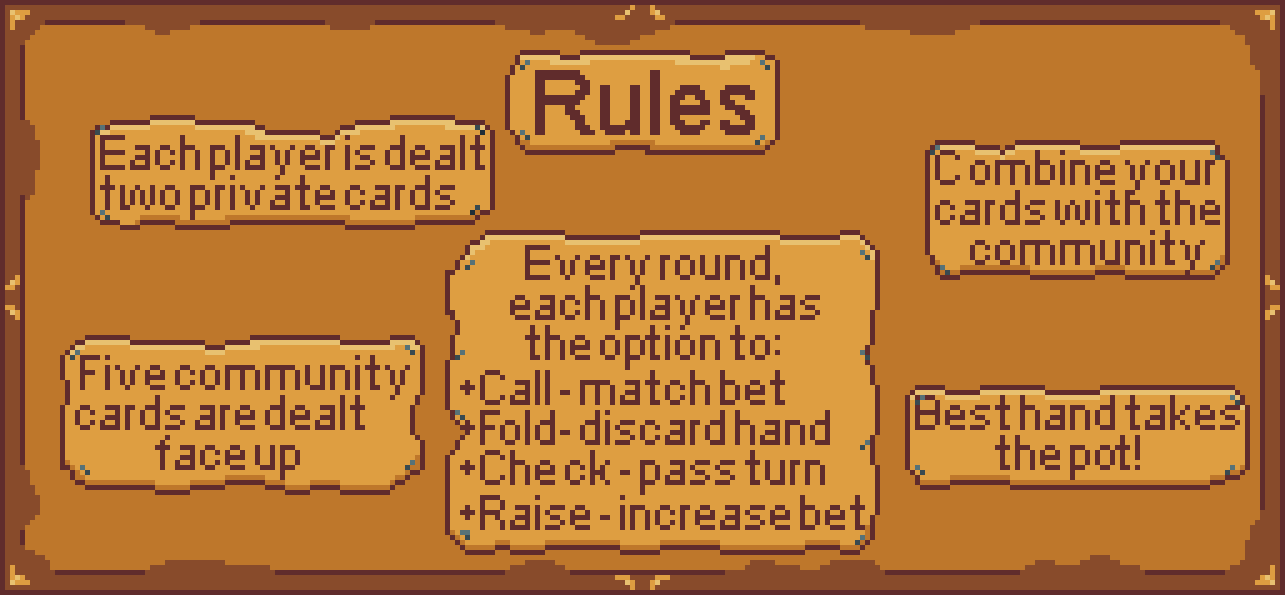 Rules
Each player is dealt
two private cards
Five community
cards are dealt
face up
Every round,
each player has
the option to:
+Call - match bet
+Fold - discard hand
+Check - pass turn
+Raise - increase bet
Combine your
cards with the
community
Best hand takes
the pot!